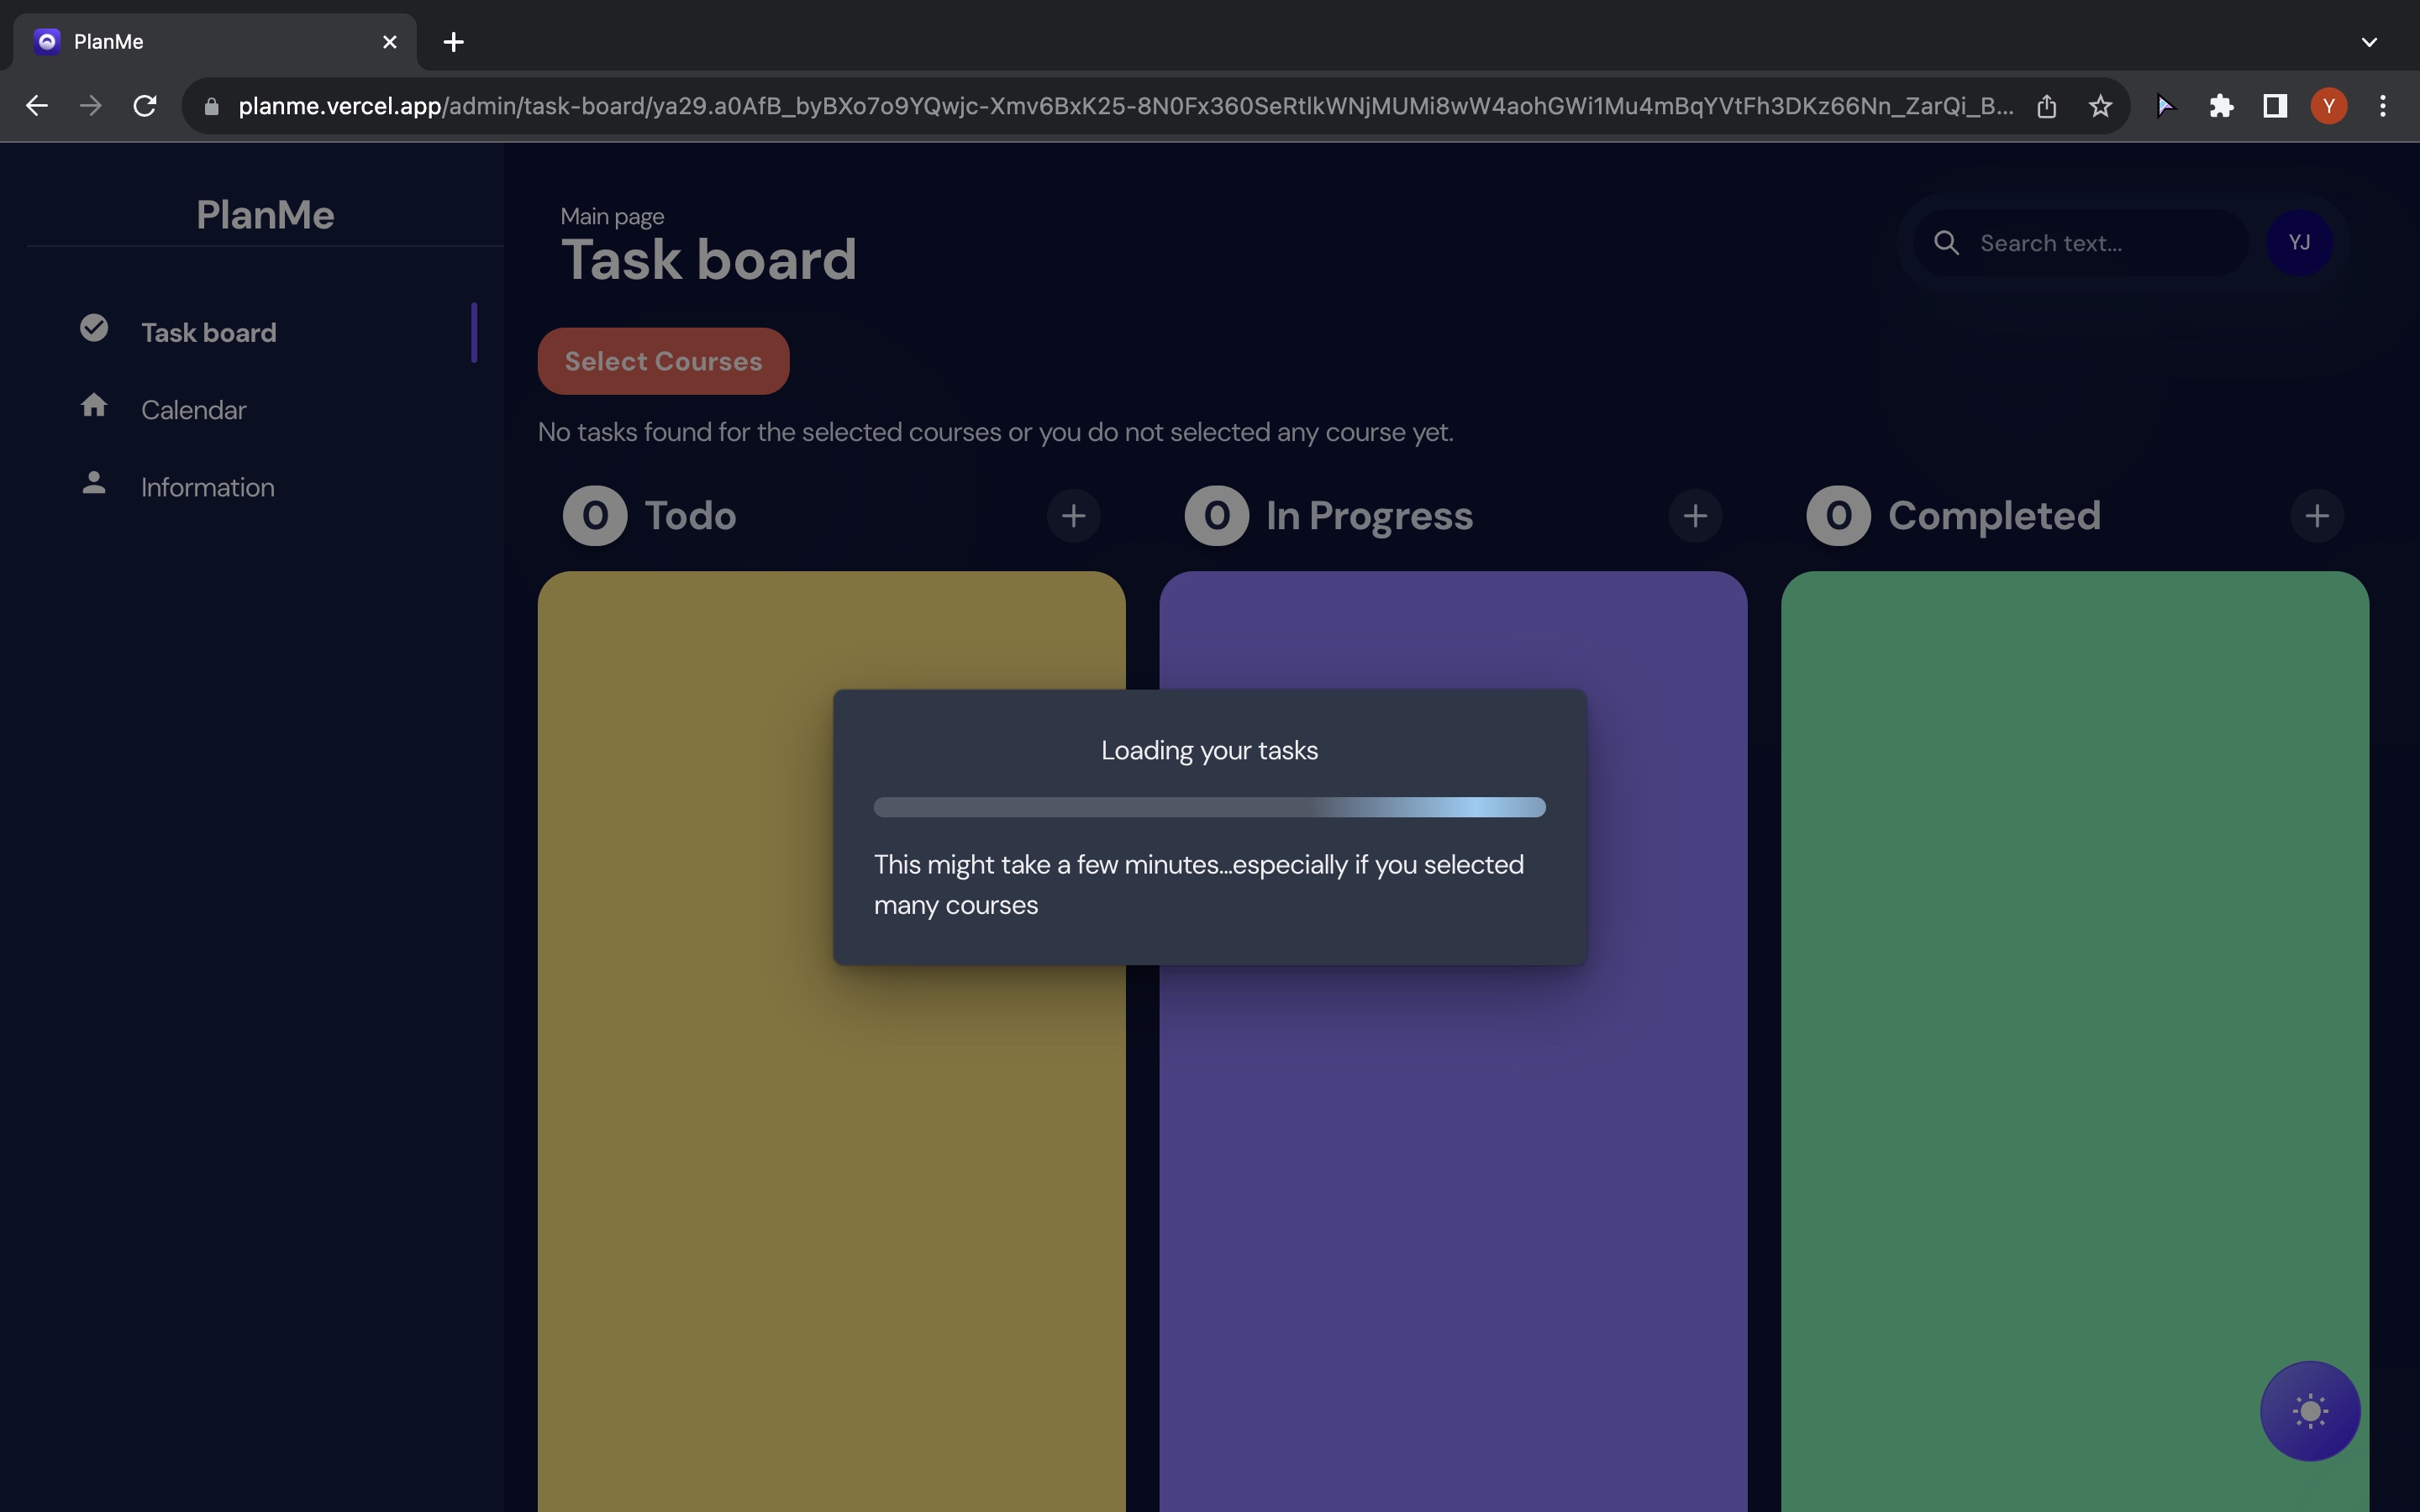 PlanMe
planme.vercel.app/admin/task-board/ya29.a0AfB_byBXo7o9YQwjc-Xmv6BxK25-8N0Fx360SeRtlkWNjMUMi8wW4aohGWi1Mu4mBqYVtFh3DKz66Nn_ZarQi_B...
Y
PlanMe
Task board
Calendar
Information
Main page
Task board
Search text...
YJ
Select Courses
No tasks found for the selected courses or you do not selected any course yet.
0 Todo
0 In Progress
0 Completed
Loading your tasks
This might take a few minutes...especially if you selected
many courses